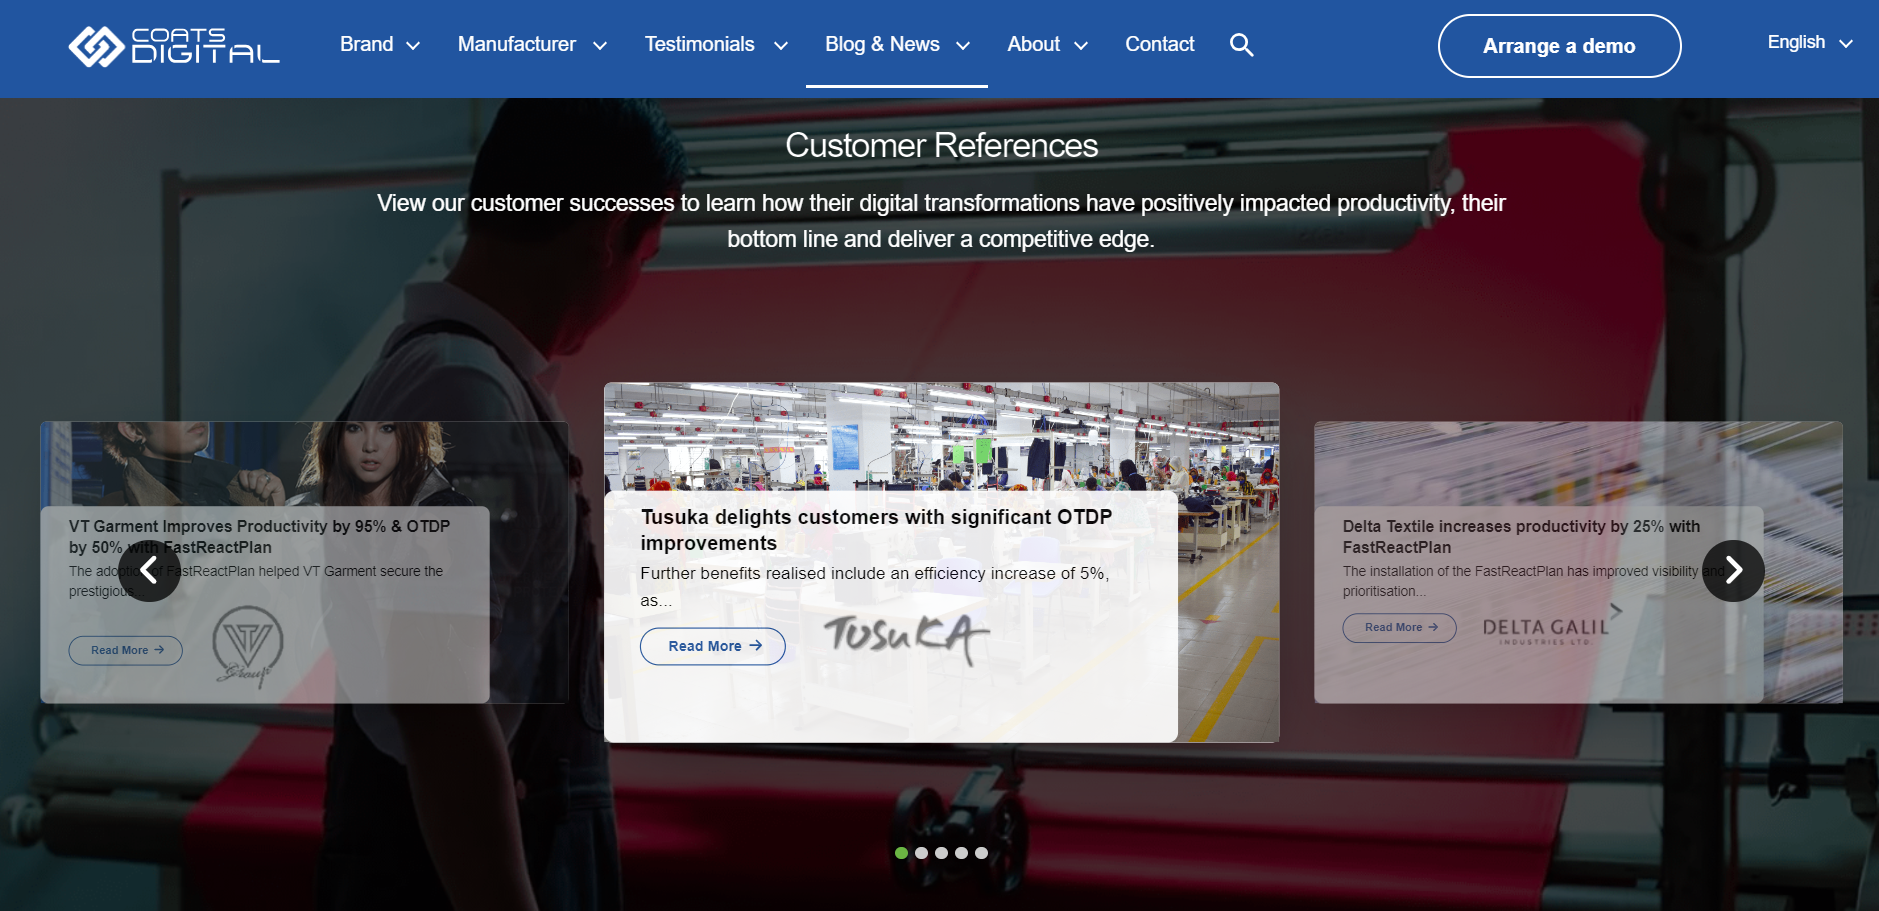 COATS
DIGITAL
Brand
Manufacturer
Testimonials
Blog & News
About
Contact
Arrange a demo
English
Customer References
View our customer successes to learn how their digital transformations have positively impacted productivity, their
bottom line and deliver a competitive edge.
VT Garment Improves Productivity by 95% & OTDP
by 50% with FastReactPlan
The adoption of FastReactPlan helped VT Garment secure the
prestigious...
Read More
VT
Group
Tusuka delights customers with significant OTDP
improvements
Further benefits realised include an efficiency increase of 5%,
as...
Read More
TUSUKA
Delta Textile increases productivity by 25% with
FastReactPlan
The installation of the FastReactPlan has improved visibility and
prioritisation...
Read More
DELTA GALIL
INDUSTRIES LTD.